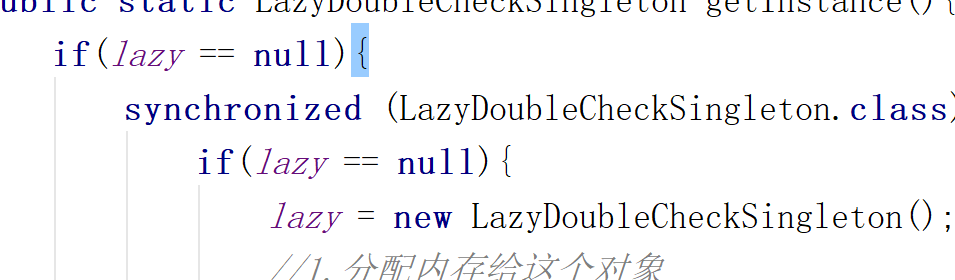 ublic static LazyDoubleCheckSingleton getInstance(){
if(lazy == null){
synchronized (LazyDoubleCheckSingleton.class)
if(lazy == null){
lazy = new LazyDoubleCheckSingleton();
//1.分配内存给这个对象